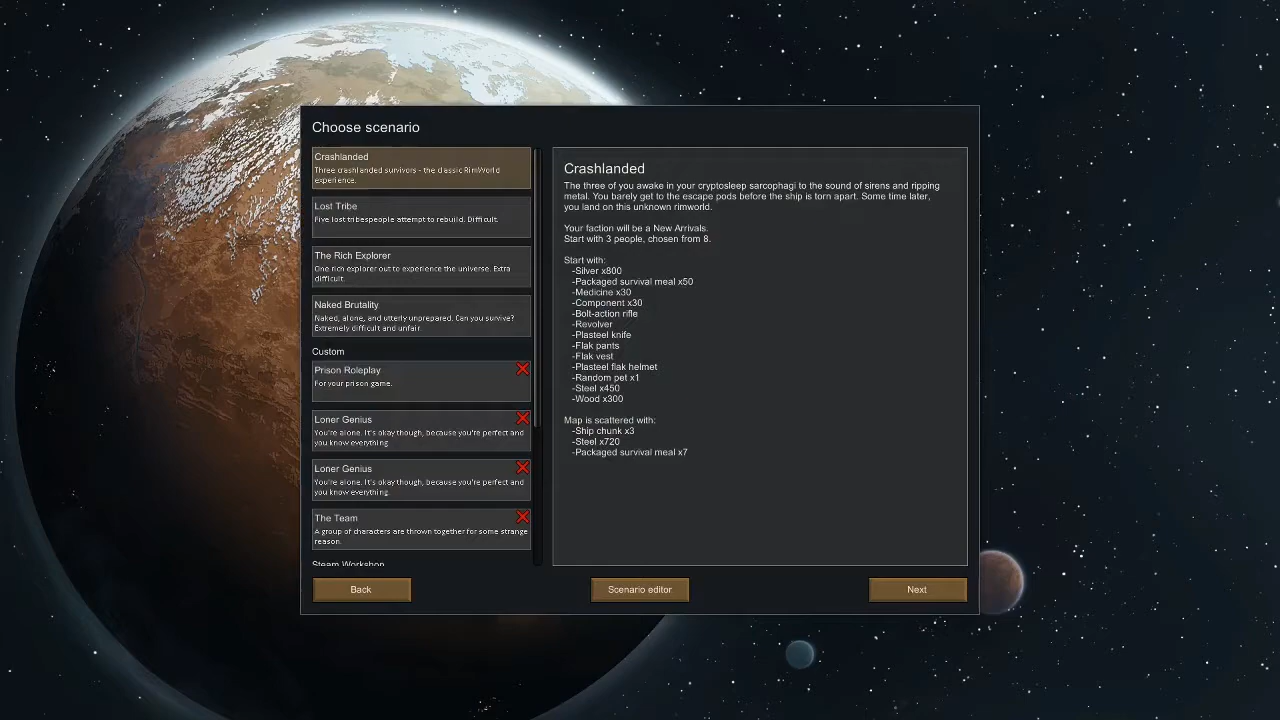 Choose scenario
Crashlanded
Three crashlanded survivors - the classic RimWorld
experience.
Lost Tribe
Five lost tribespeople attempt to rebuild. Difficult.
The Rich Explorer
One rich explorer out to experience the universe. Extra
difficult.
Naked Brutality
Naked, alone, and utterly unprepared. Can you survive?
Extremely difficult and unfair.
Custom
Prison Roleplay
For your prison game.
Loner Genius
You're alone. It's okay though, because you're perfect and
you know everything
Loner Genius
You're alone. It's okay though, because you're perfect and
you know everything.
The Team
A group of characters are thrown together for some strange
reason.
Steam Workshop
Crashlanded
The three of you awake in your cryptosleep sarcophagi to the sound of sirens and ripping
metal. You barely get to the escape pods before the ship is torn apart. Some time later,
you land on this unknown rimworld.
Your faction will be a New Arrivals.
Start with 3 people, chosen from 8.
Start with:
-Silver x800
-Packaged survival meal x50
-Medicine x30
-Component x30
-Bolt-action rifle
-Revolver
-Plasteel knife
-Flak pants
-Flak vest
-Plasteel flak helmet
-Random pet x1
-Steel x450
-Wood x300
Map is scattered with:
-Ship chunk x3
-Steel x720
-Packaged survival meal x7
Back
Scenario editor
Next